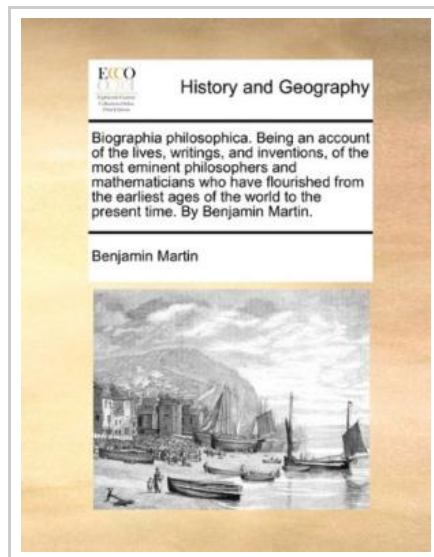 ECCO
History and Geography
Biographia philosophica. Being an account
of the lives, writings, and inventions, of the
most eminent philosophers and
mathematicians who have flourished from
the earliest ages of the world to the
present time. By Benjamin Martin.
Benjamin Martin